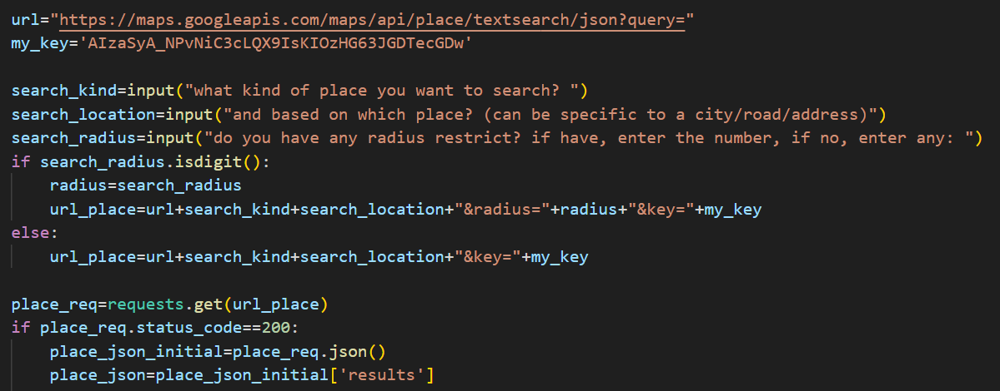 url="https://maps.googleapis.com/maps/api/place/textsearch/json?query="
my_key='AIzaSyA_NPvNiC3cLQX9IsKIOzHG63JGDTecGDw'
search_kind=input("what kind of place you want to search? ")
search_location=input("and based on which place? (can be specific to a city/road/address)")
search_radius=input("do you have any radius restrict? if have, enter the number, if no, enter any: ")
if search_radius.isdigit():
    radius=search_radius
    url_place=url+search_kind+search_location+"&radius="+radius+"&key="+my_key
else:
    url_place=url+search_kind+search_location+"&key="+my_key
place_req=requests.get(url_place)
if place_req.status_code==200:
    place_json_initial=place_req.json()
    place_json=place_json_initial['results']